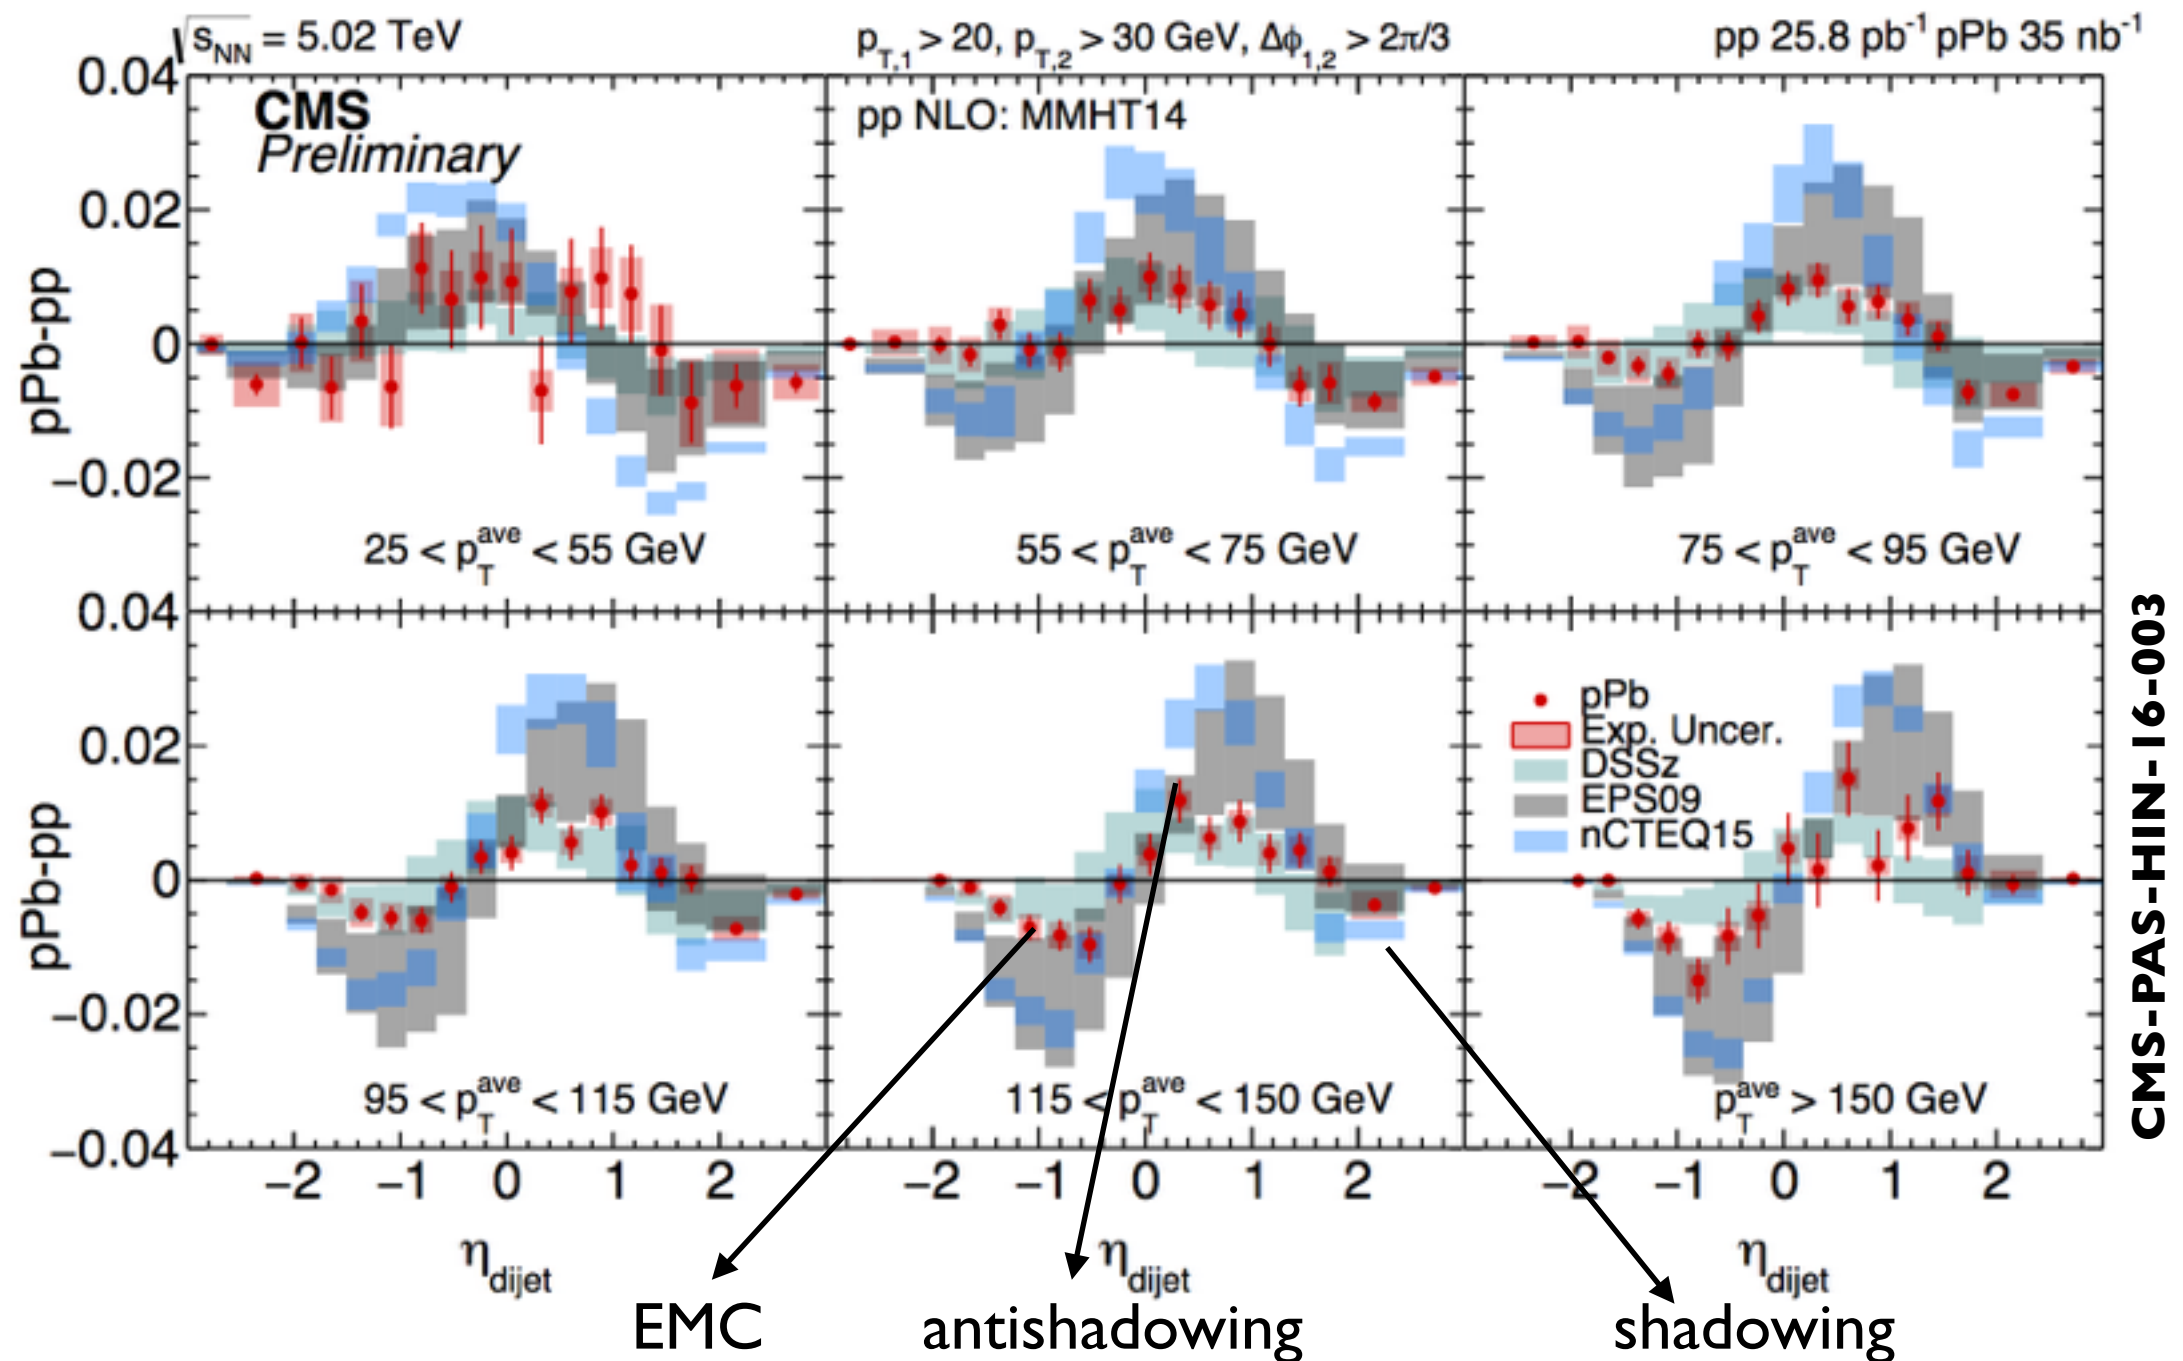 √s_NN = 5.02 TeV
p_T,1 > 20, p_T,2 > 30 GeV, Δϕ_1,2 > 2π/3
pp 25.8 pb⁻¹ pPb 35 nb⁻¹
CMS
Preliminary
pp NLO: MMHT14
pPb-pp
0.04
0.02
0
−0.02
25 < p_T^ave < 55 GeV
55 < p_T^ave < 75 GeV
75 < p_T^ave < 95 GeV
pPb-pp
0.04
0.02
0
−0.02
−0.04
pPb
Exp. Uncer.
DSSz
EPS09
nCTEQ15
95 < p_T^ave < 115 GeV
115 < p_T^ave < 150 GeV
p_T^ave > 150 GeV
−2 −1 0 1 2
−2 −1 0 1 2
−2 −1 0 1 2
η_dijet
η_dijet
η_dijet
EMC
antishadowing
shadowing
CMS-PAS-HIN-16-003